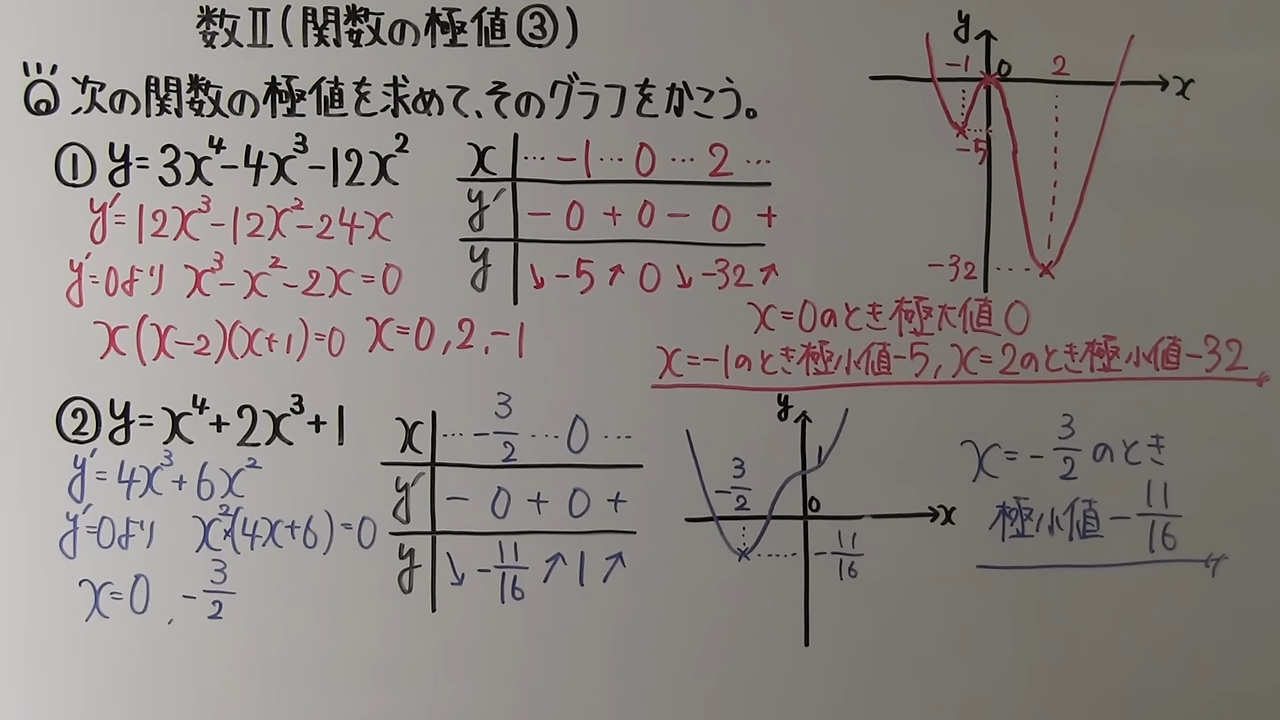 数Ⅱ(関数の極値③)
◎次の関数の極値を求めて、そのグラフをかこう。
① y=3x⁴-4x³-12x²
y'=12x³-12x²-24x
y'=0より x³-x²-2x=0
x(x-2)(x+1)=0 x=0,2,-1
x … -1 … 0 … 2 …
y' - 0 + 0 - 0 +
y ↘ -5 ↗ 0 ↘ -32 ↗
y
-1 0 2 x
-5
-32
x=0のとき極大値0
x=-1のとき極小値-5,x=2のとき極小値-32
② y=x⁴+2x³+1
y'=4x³+6x²
y'=0より x²(4x+6)=0
x=0,-3/2
x … -3/2 … 0 …
y' - 0 + 0 +
y ↘ -11/16 ↗ 1 ↗
y
1
-3/2 0 x
-11/16
x=-3/2のとき
極小値-11/16